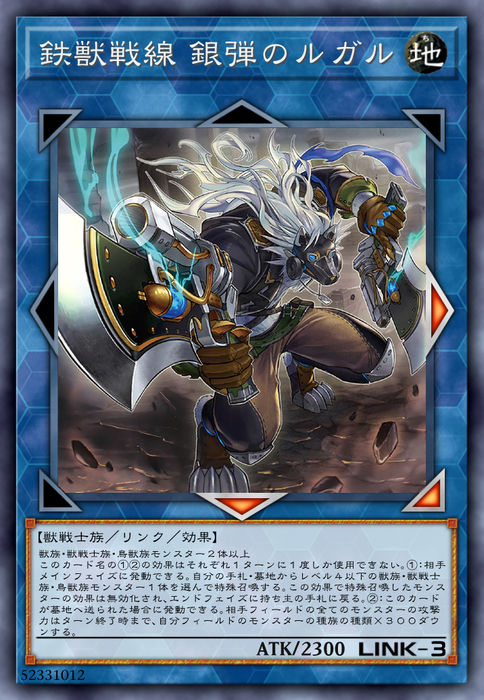 鉄獣戦線 銀弾のルガル
ち
地
【獣戦士族／リンク／効果】
獣族・獣戦士族・鳥獣族モンスター２体以上
このカード名の①②の効果はそれぞれ１ターンに１度しか使用できない。①：相手
メインフェイズに発動できる。自分の手札・墓地からレベル４以下の獣族・獣戦士
族・鳥獣族モンスター１体を選んで特殊召喚する。この効果で特殊召喚したモンス
ターの効果は無効化され、エンドフェイズに持ち主の手札に戻る。②：このカード
が墓地へ送られた場合に発動できる。相手フィールドの全てのモンスターの攻撃
力はターン終了時まで、自分フィールドのモンスターの種族の種類×３００ダウ
ンする。
ATK/2300 LINK-3
52331012